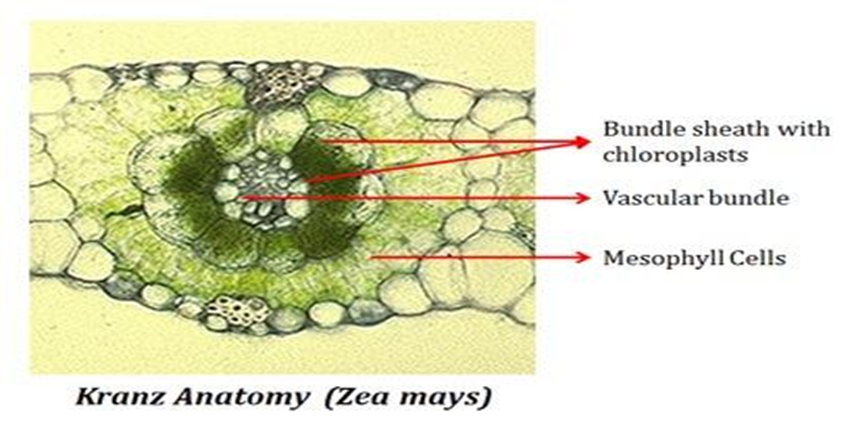 Bundle sheath with
chloroplasts
Vascular bundle
Mesophyll Cells
Kranz Anatomy (Zea mays)